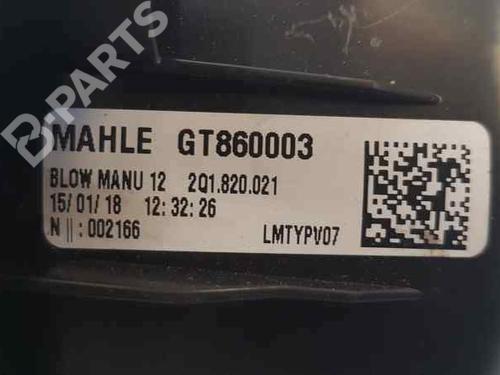 B-PARTS
MAHLE GT860003
BLOW MANU 12 2Q1.820.021
15/01/18 12:32:26
N ||: 002166 LMTYPV07